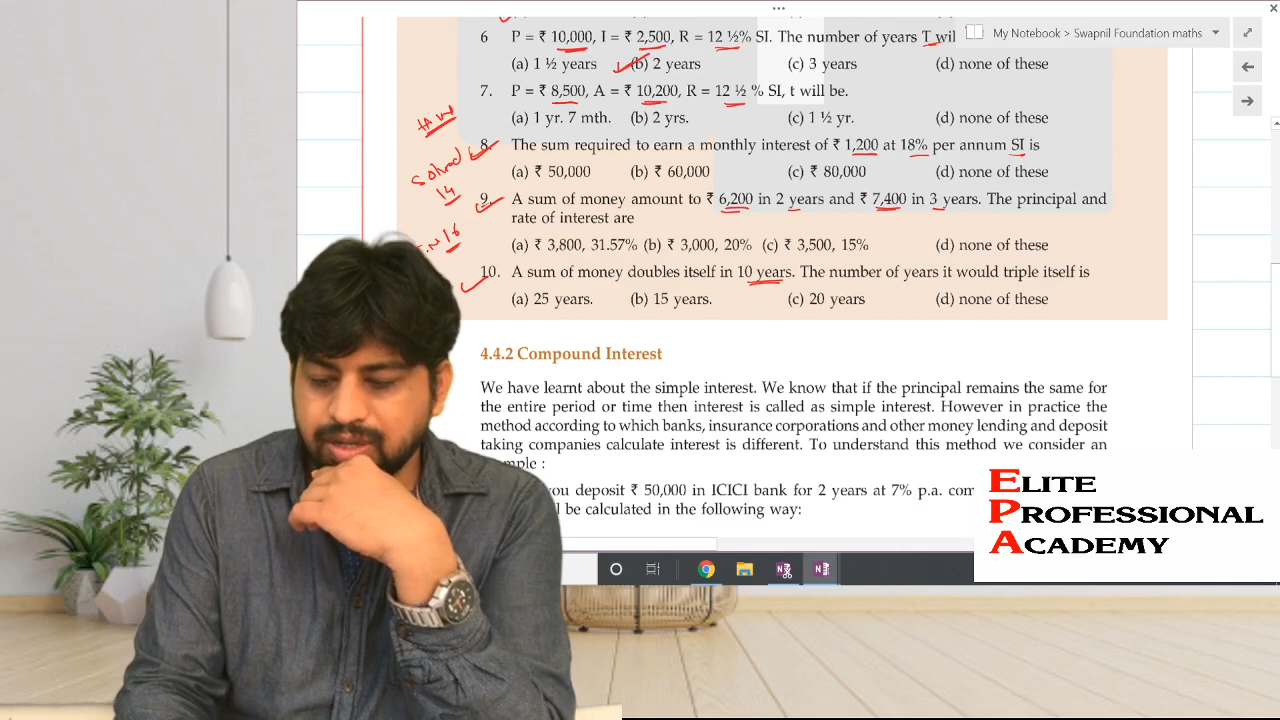 6 P = ₹ 10,000, I = ₹ 2,500, R = 12 ½% SI. The number of years T wil
My Notebook > Swapnil Foundation maths
(a) 1 ½ years (b) 2 years (c) 3 years (d) none of these
7. P = ₹ 8,500, A = ₹ 10,200, R = 12 ½ % SI, t will be.
(a) 1 yr. 7 mth. (b) 2 yrs. (c) 1 ½ yr. (d) none of these
HW
8. The sum required to earn a monthly interest of ₹ 1,200 at 18% per annum SI is
Solved
14
(a) ₹ 50,000 (b) ₹ 60,000 (c) ₹ 80,000 (d) none of these
9. A sum of money amount to ₹ 6,200 in 2 years and ₹ 7,400 in 3 years. The principal and
rate of interest are
(a) ₹ 3,800, 31.57% (b) ₹ 3,000, 20% (c) ₹ 3,500, 15% (d) none of these
10. A sum of money doubles itself in 10 years. The number of years it would triple itself is
(a) 25 years. (b) 15 years. (c) 20 years (d) none of these
4.4.2 Compound Interest
We have learnt about the simple interest. We know that if the principal remains the same for
the entire period or time then interest is called as simple interest. However in practice the
method according to which banks, insurance corporations and other money lending and deposit
taking companies calculate interest is different. To understand this method we consider an
mple :
you deposit ₹ 50,000 in ICICI bank for 2 years at 7% p.a. com
be calculated in the following way:
ELITE
PROFESSIONAL
ACADEMY